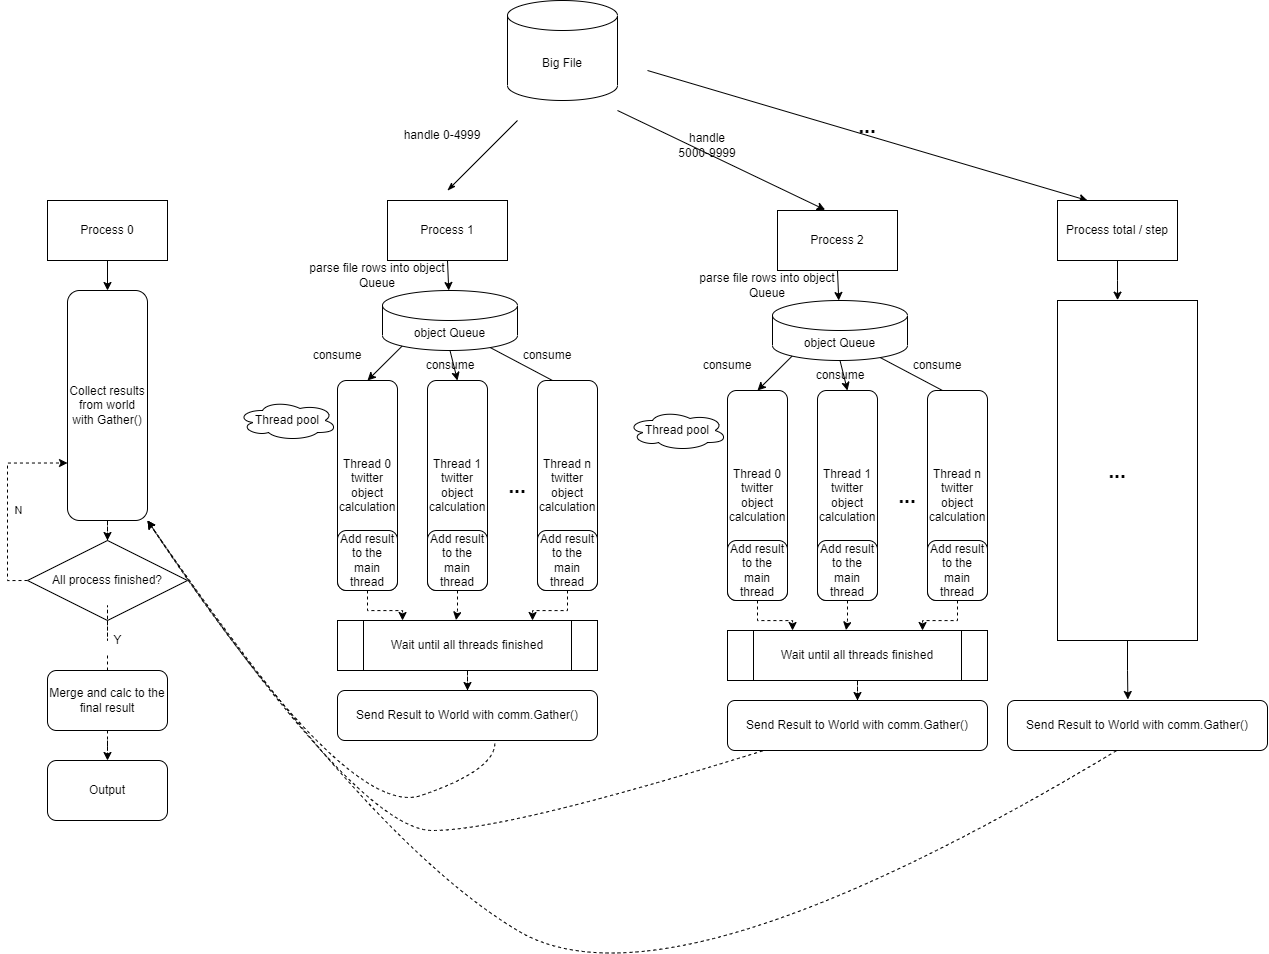 Big File
handle 0-4999
handle
5000-9999
...
Process 0
Process 1
Process 2
Process total / step
parse file rows into object
Queue
parse file rows into object
Queue
object Queue
object Queue
consume
consume
consume
consume
consume
consume
Collect results
from world
with Gather()
Thread pool
Thread 0
twitter
object
calculation
Thread 1
twitter
object
calculation
...
Thread n
twitter
object
calculation
Add result
to the
main
thread
Add result
to the
main
thread
Add result
to the
main
thread
Thread pool
Thread 0
twitter
object
calculation
Thread 1
twitter
object
calculation
...
Thread n
twitter
object
calculation
Add result
to the
main
thread
Add result
to the
main
thread
Add result
to the
main
thread
...
N
All process finished?
Y
Wait until all threads finished
Wait until all threads finished
Merge and calc to the
final result
Send Result to World with comm.Gather()
Send Result to World with comm.Gather()
Send Result to World with comm.Gather()
Output